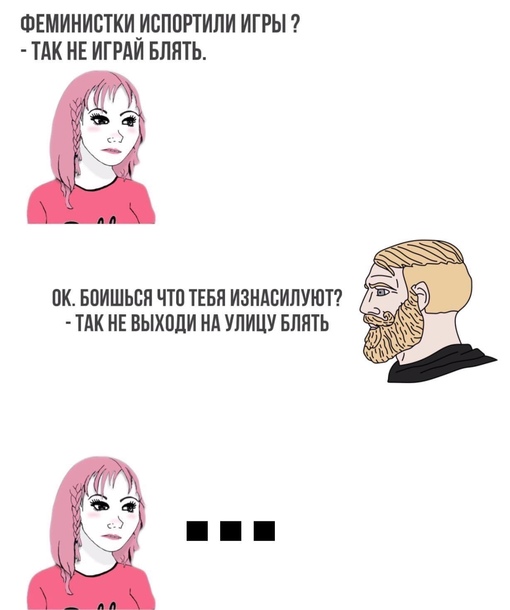 ФЕМИНИСТКИ ИСПОРТИЛИ ИГРЫ ?
- ТАК НЕ ИГРАЙ БЛЯТЬ.
ОК. БОИШЬСЯ ЧТО ТЕБЯ ИЗНАСИЛУЮТ?
- ТАК НЕ ВЫХОДИ НА УЛИЦУ БЛЯТЬ
...